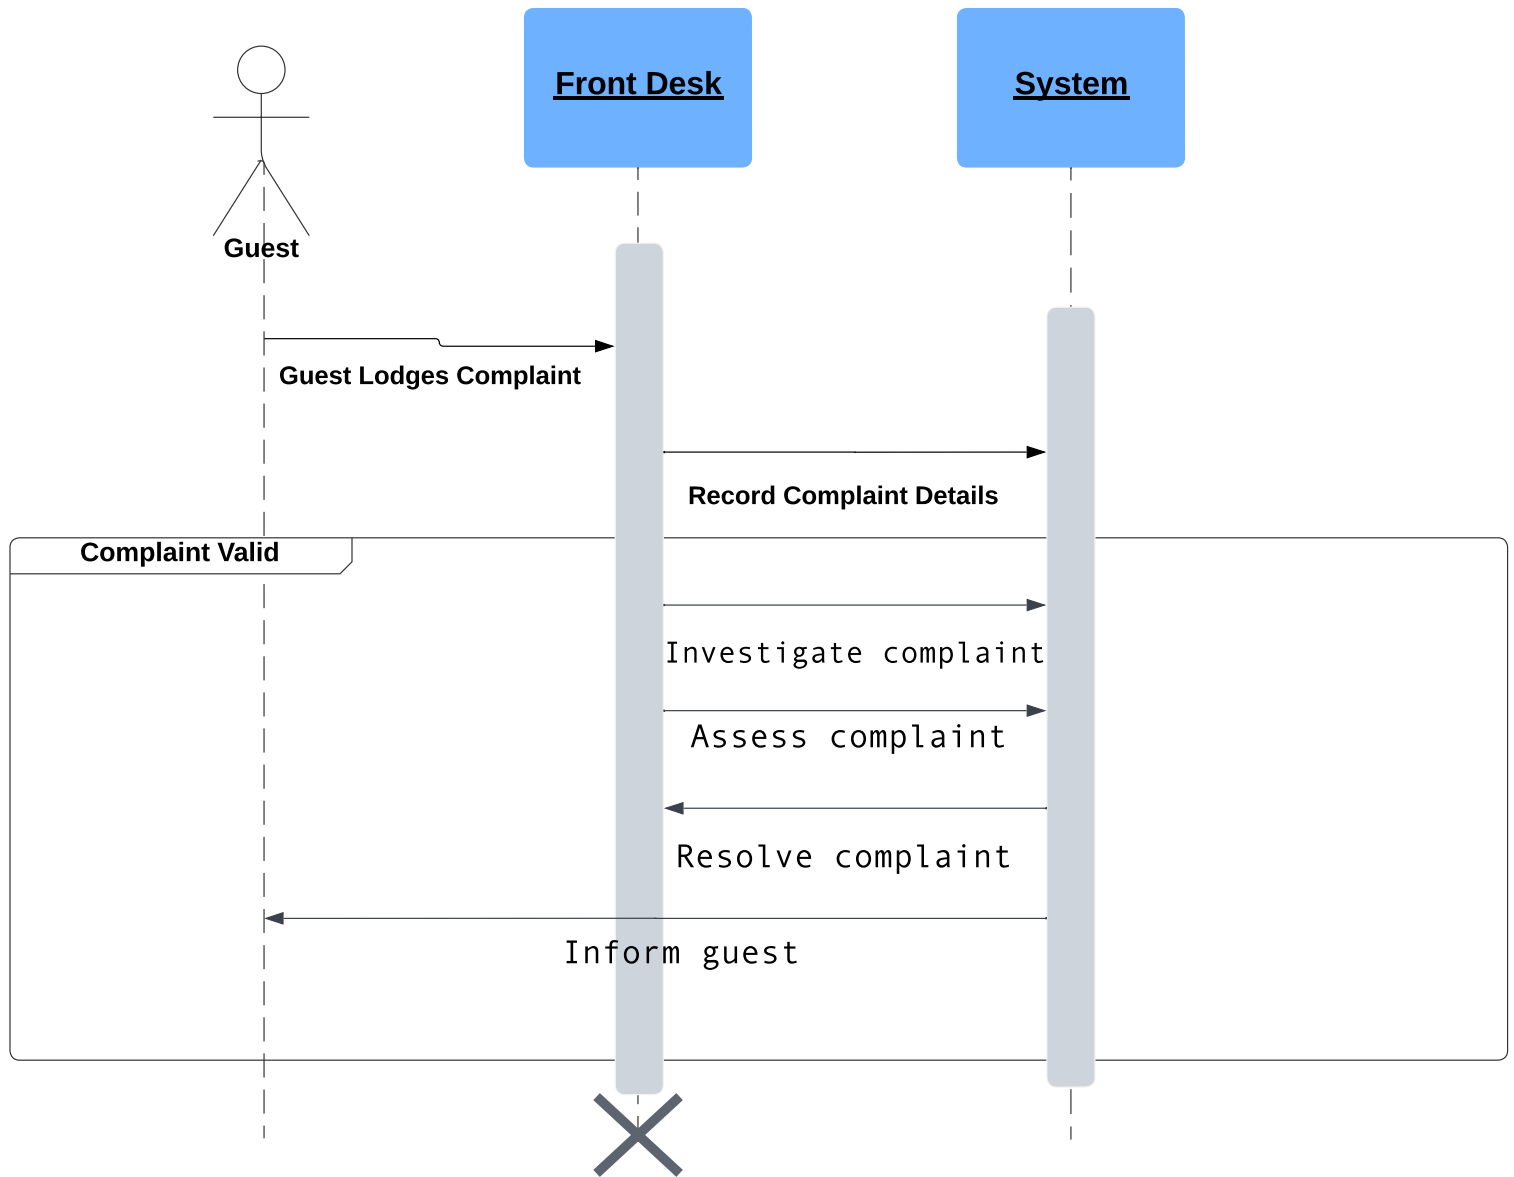 Front Desk
System
Guest
Guest Lodges Complaint
Record Complaint Details
Complaint Valid
Investigate complaint
Assess complaint
Resolve complaint
Inform guest